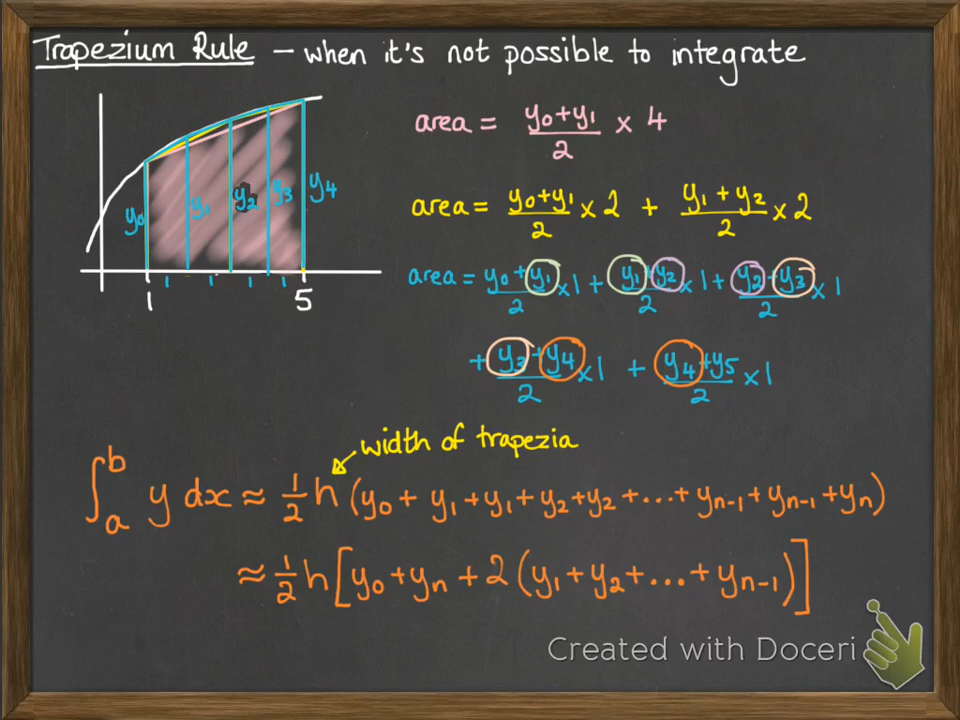 Trapezium Rule – when it's not possible to integrate
area = (y₀+y₁)/2 × 4
area = (y₀+y₁)/2 × 2 + (y₁+y₂)/2 × 2
y₀ y₁ y₂ y₃ y₄
area = (y₀+y₁)/2 ×1 + (y₁+y₂)/2 ×1 + (y₂+y₃)/2 ×1
1 1 1 1
1 5
+ (y₃+y₄)/2 ×1 + (y₄+y₅)/2 ×1
width of trapezia
∫ₐᵇ y dx ≈ ½h (y₀ + y₁ + y₁ + y₂ + y₂ + ... + yₙ₋₁ + yₙ₋₁ + yₙ)
≈ ½h [y₀ + yₙ + 2 (y₁ + y₂ + ... + yₙ₋₁)]
Created with Doceri